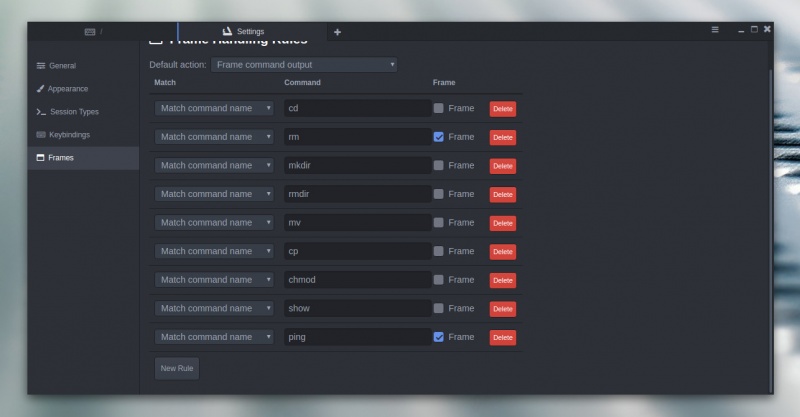 /
Settings
+
Frame Handling Rules
General
Appearance
Session Types
Keybindings
Frames
Default action: Frame command output
Match Command Frame
Match command name cd Frame Delete
Match command name rm Frame Delete
Match command name mkdir Frame Delete
Match command name rmdir Frame Delete
Match command name mv Frame Delete
Match command name cp Frame Delete
Match command name chmod Frame Delete
Match command name show Frame Delete
Match command name ping Frame Delete
New Rule